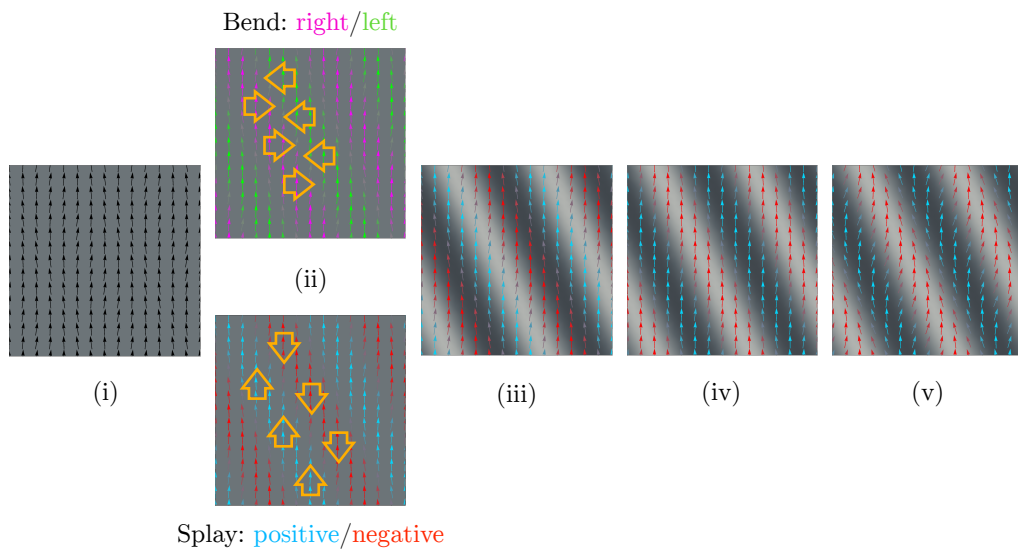 Bend: right/left
(ii)
(i)
(iii)
(iv)
(v)
Splay: positive/negative